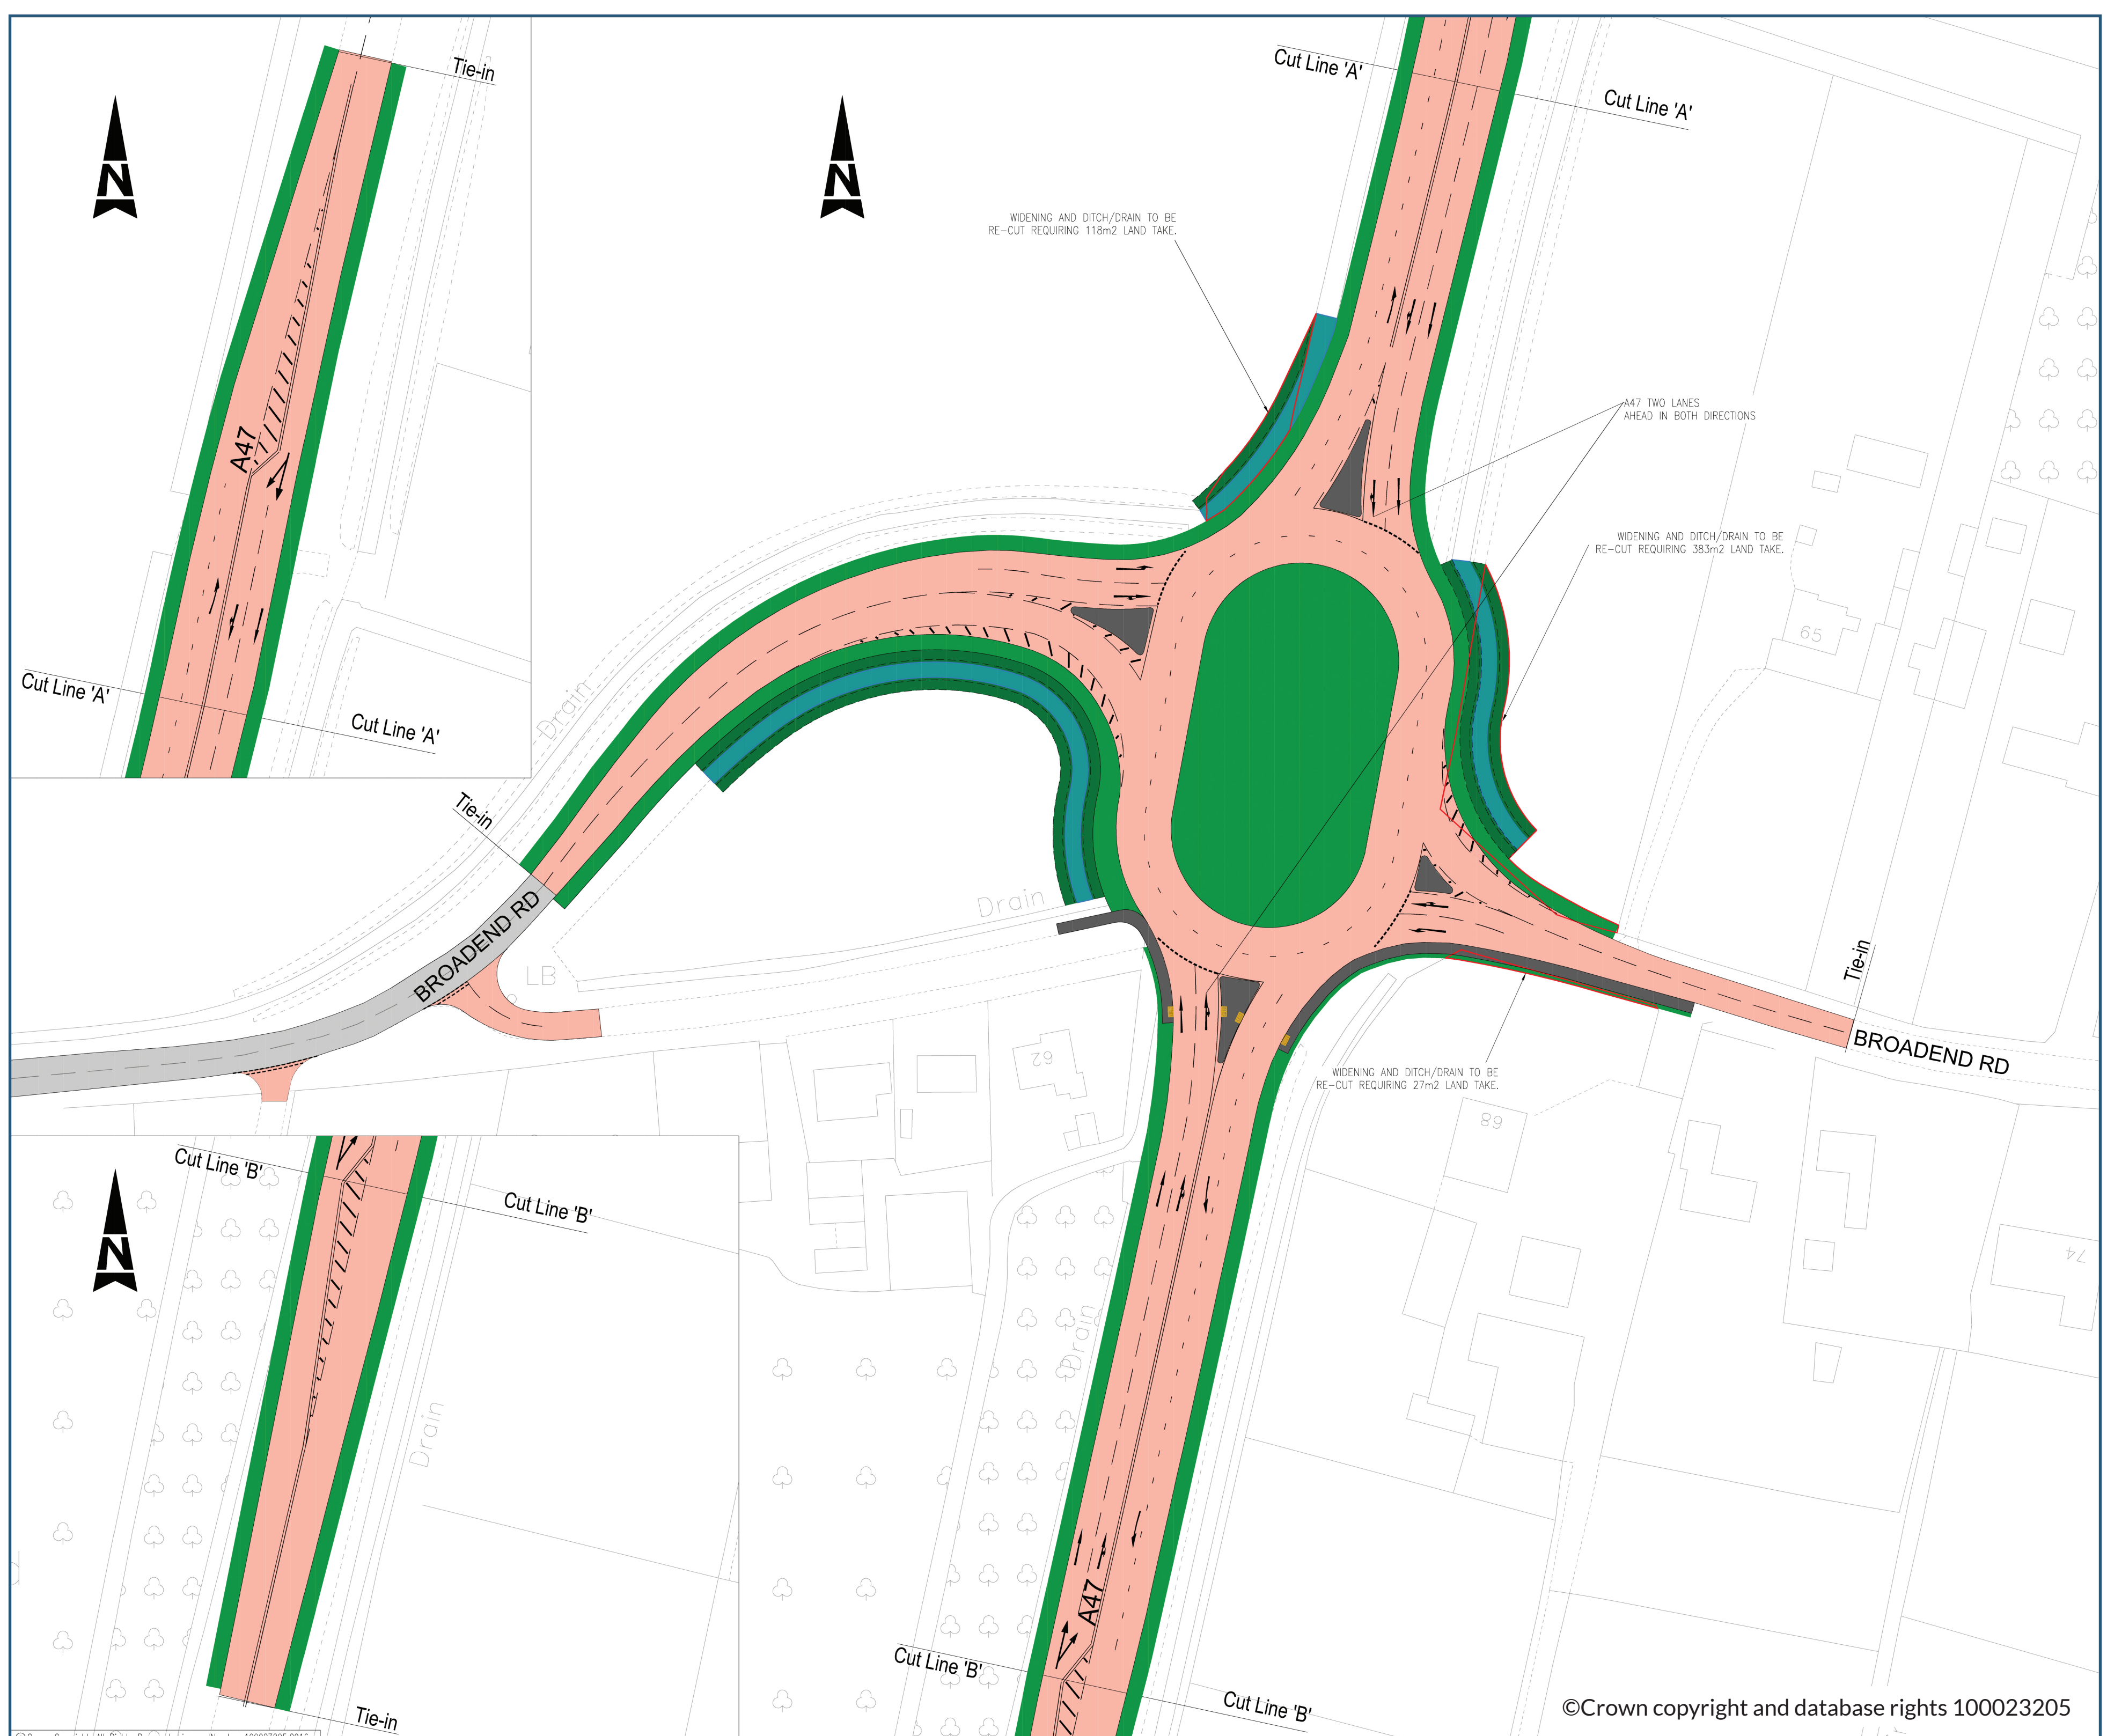 Tie-in
N
A47
Cut Line 'A'
Cut Line 'A'
N
Cut Line 'A'
Cut Line 'A'
WIDENING AND DITCH/DRAIN TO BE
RE-CUT REQUIRING 118m2 LAND TAKE.
A47 TWO LANES
AHEAD IN BOTH DIRECTIONS
WIDENING AND DITCH/DRAIN TO BE
RE-CUT REQUIRING 383m2 LAND TAKE.
65
Drain
Tie-in
BROADEND RD
LB
Drain
Tie-in
BROADEND RD
WIDENING AND DITCH/DRAIN TO BE
RE-CUT REQUIRING 27m2 LAND TAKE.
62
68
74
Cut Line 'B'
Cut Line 'B'
N
Drain
Tie-in
Drain
A47
Cut Line 'B'
Cut Line 'B'
©Crown copyright and database rights 100023205